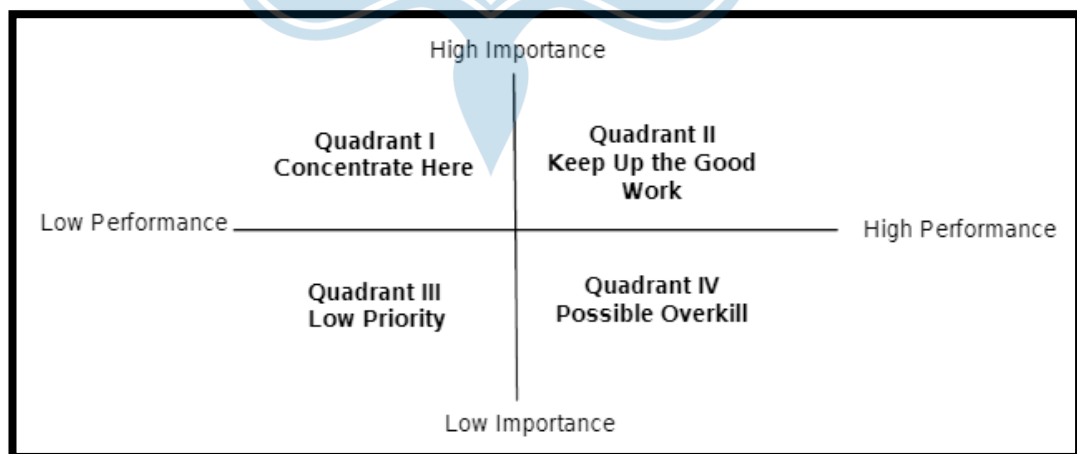 High Importance
Quadrant I
Concentrate Here
Quadrant II
Keep Up the Good
Work
Low Performance
High Performance
Quadrant III
Low Priority
Quadrant IV
Possible Overkill
Low Importance